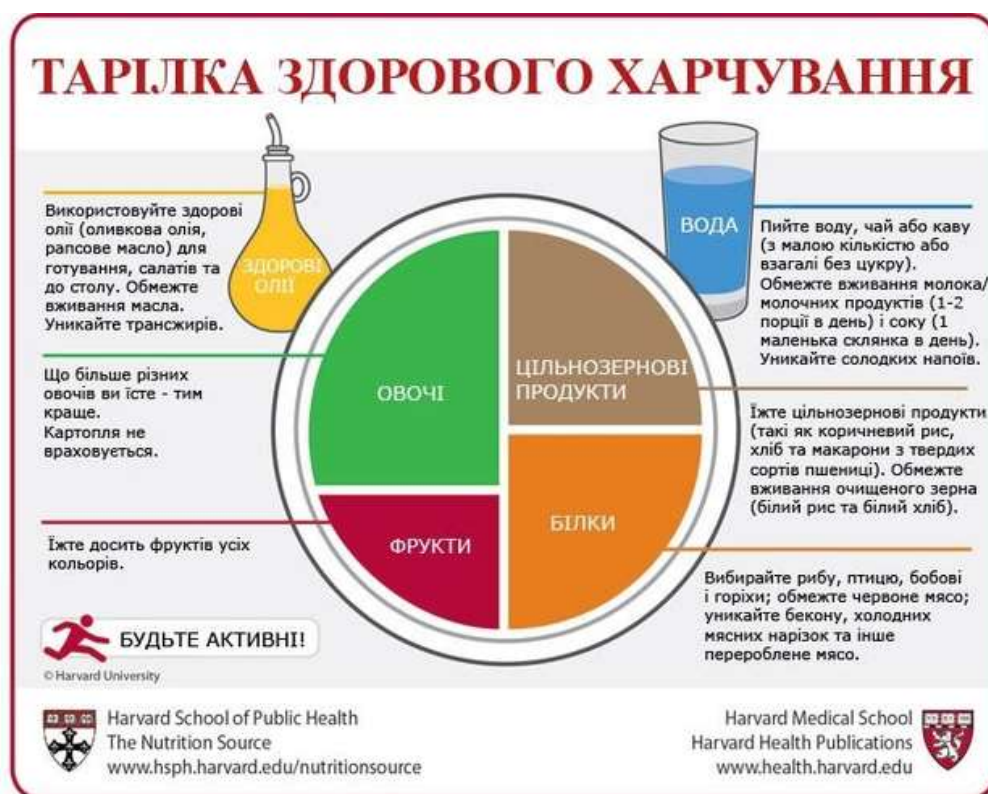 ТАРІЛКА ЗДОРОВОГО ХАРЧУВАННЯ
Використовуйте здорові
олії (оливкова олія,
рапсове масло) для
готування, салатів та
до столу. Обмежте
вживання масла.
Уникайте трансжирів.
ЗДОРОВІ
ОЛІЇ
Що більше різних
овочів ви їсте - тим
краще.
Картопля не
враховується.
Їжте досить фруктів усіх
кольорів.
ОВОЧІ
ФРУКТИ
ЦІЛЬНОЗЕРНОВІ
ПРОДУКТИ
БІЛКИ
ВОДА
Пийте воду, чай або каву
(з малою кількістю або
взагалі без цукру).
Обмежте вживання молока/
молочних продуктів (1-2
порції в день) і соку (1
маленька склянка в день).
Уникайте солодких напоїв.
Їжте цільнозернові продукти
(такі як коричневий рис,
хліб та макарони з твердих
сортів пшениці). Обмежте
вживання очищеного зерна
(білий рис та білий хліб).
Вибирайте рибу, птицю, бобові
і горіхи; обмежте червоне мясо;
уникайте бекону, холодних
мясних нарізок та інше
перероблене мясо.
БУДЬТЕ АКТИВНІ!
© Harvard University
Harvard School of Public Health
The Nutrition Source
www.hsph.harvard.edu/nutritionsource
Harvard Medical School
Harvard Health Publications
www.health.harvard.edu